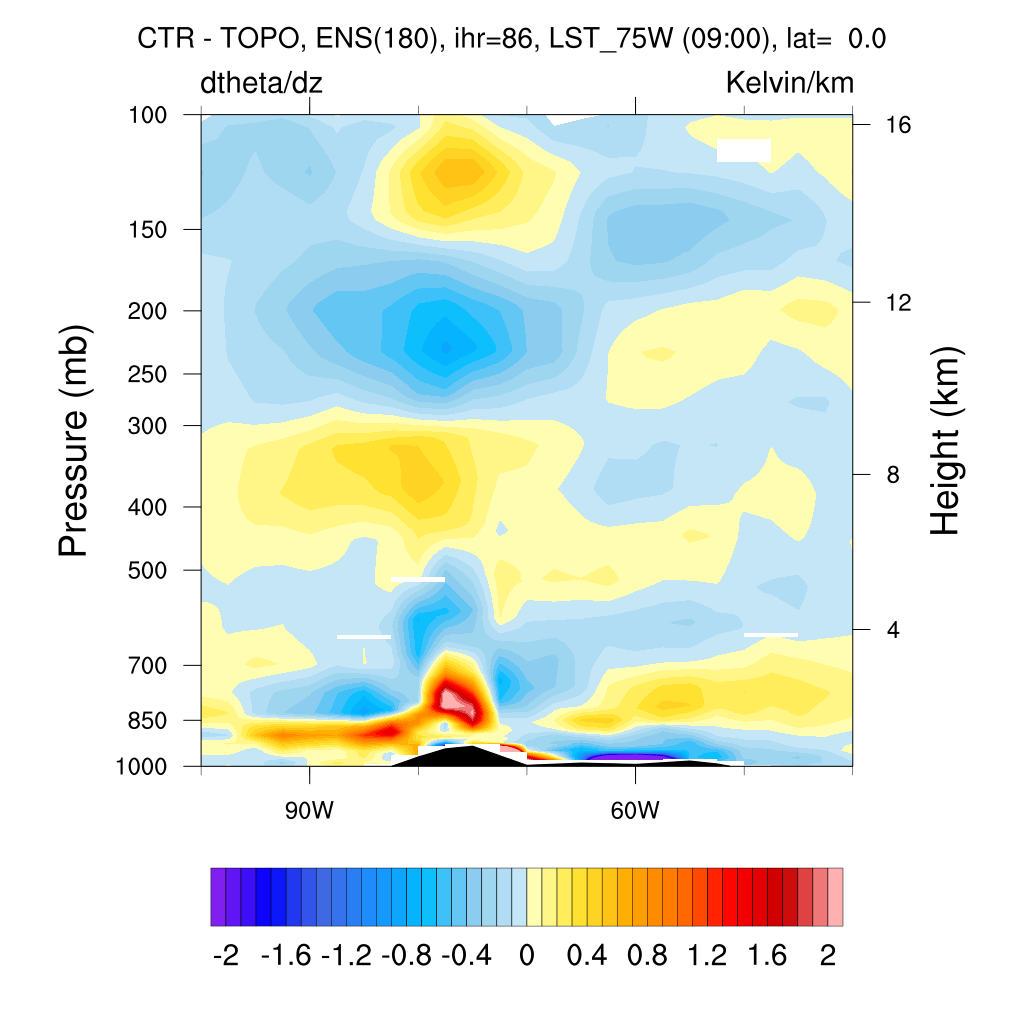 CTR - TOPO, ENS(180), ihr=86, LST_75W (09:00), lat=  0.0
dtheta/dz
Kelvin/km
100
150
200
250
300
400
500
700
850
1000
Pressure (mb)
16
12
8
4
Height (km)
90W
60W
-2 -1.6 -1.2 -0.8 -0.4 0 0.4 0.8 1.2 1.6 2